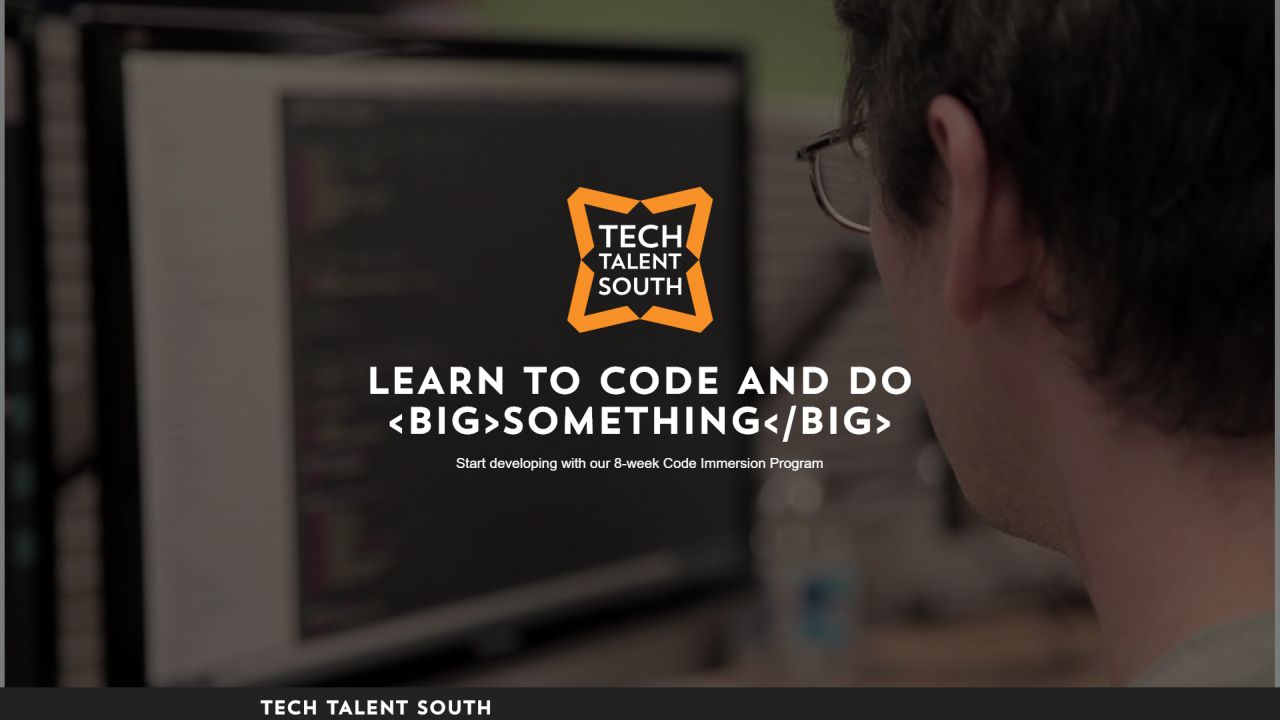 TECH
TALENT
SOUTH
LEARN TO CODE AND DO
<BIG>SOMETHING</BIG>
Start developing with our 8-week Code Immersion Program
TECH TALENT SOUTH